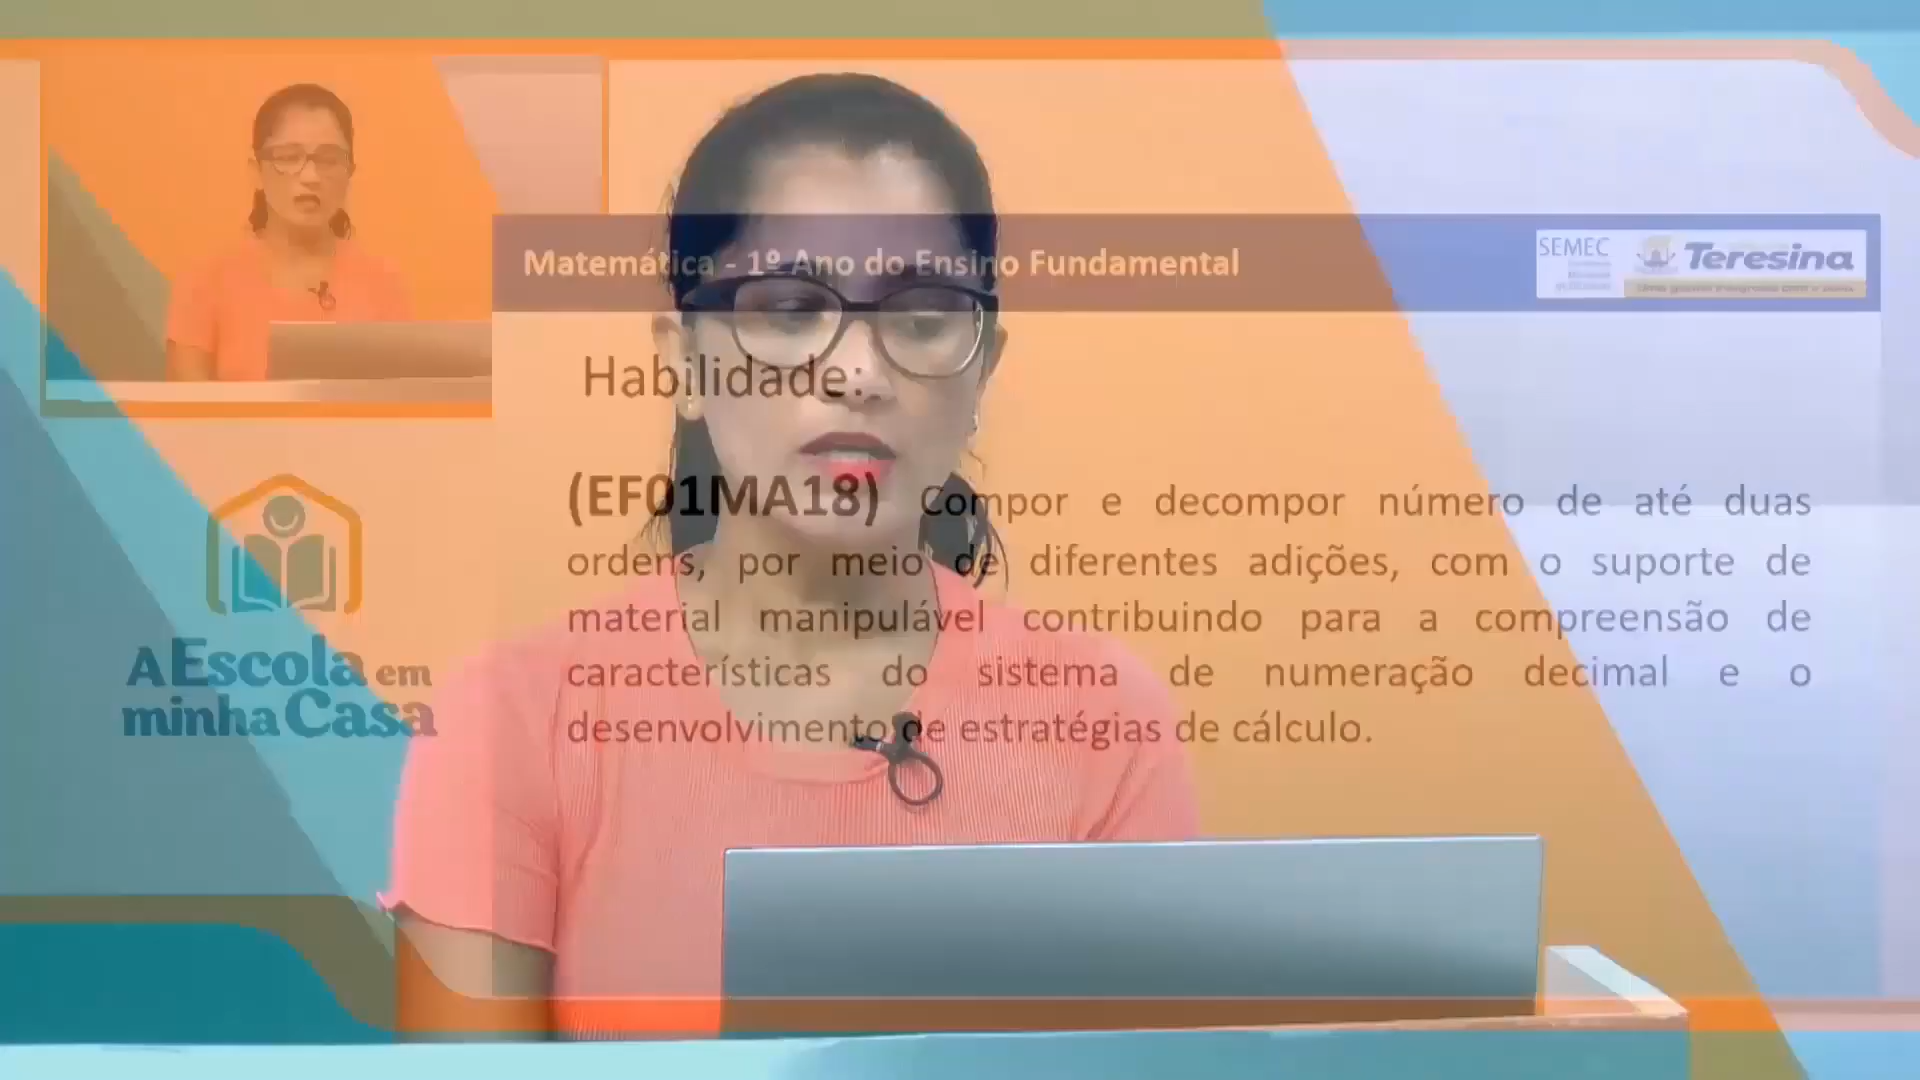 Matemática - 1º Ano do Ensino Fundamental
SEMEC
Teresina
Habilidade:
(EF01MA18) Compor e decompor número de até duas
ordens, por meio de diferentes adições, com o suporte de
material manipulável contribuindo para a compreensão de
características do sistema de numeração decimal e o
desenvolvimento de estratégias de cálculo.
A Escola em
minha Casa